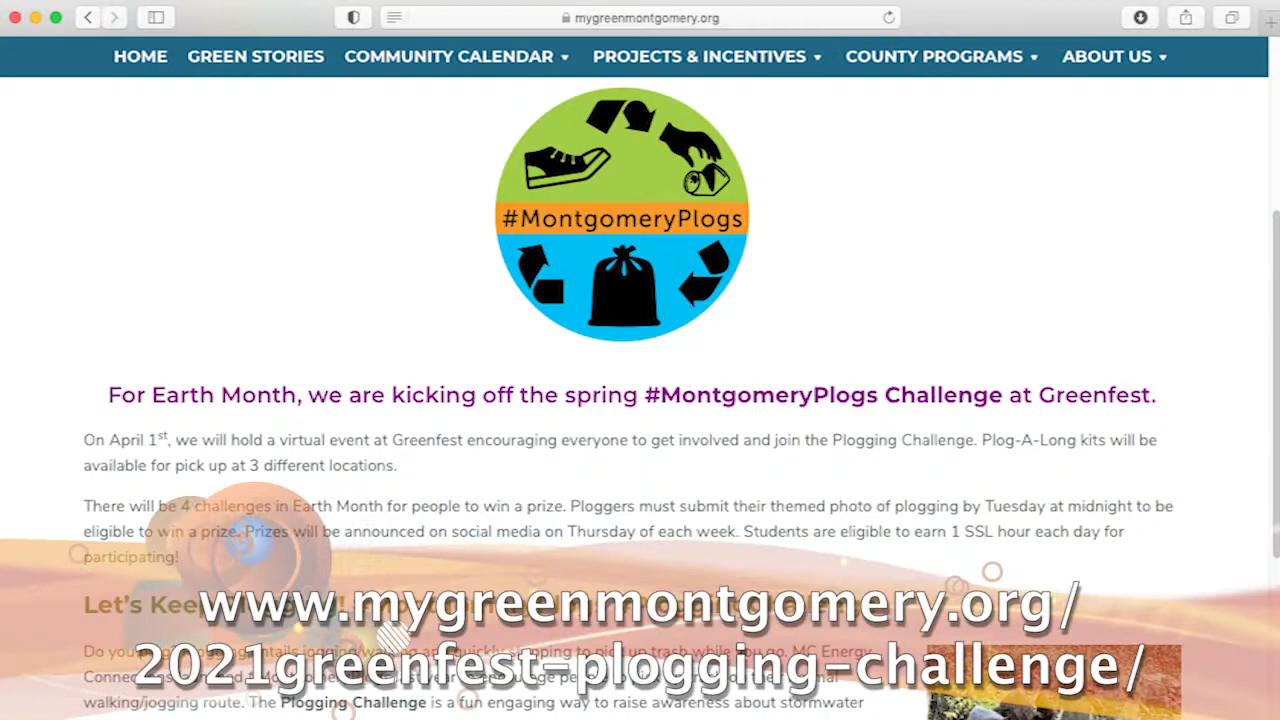 mygreenmontgomery.org
HOME GREEN STORIES COMMUNITY CALENDAR PROJECTS & INCENTIVES COUNTY PROGRAMS ABOUT US
#MontgomeryPlogs
For Earth Month, we are kicking off the spring #MontgomeryPlogs Challenge at Greenfest.
On April 1st, we will hold a virtual event at Greenfest encouraging everyone to get involved and join the Plogging Challenge. Plog-A-Long kits will be
available for pick up at 3 different locations.
There will be 4 challenges in Earth Month for people to win a prize. Ploggers must submit their themed photo of plogging by Tuesday at midnight to be
eligible to win a prize. Prizes will be announced on social media on Thursday of each week. Students are eligible to earn 1 SSL hour each day for
participating!
Let's Keep
www.mygreenmontgomery.org/
Do you
to pick up trash while you go. MC Energy
2021greenfest-plogging-challenge/
walking/jogging route. The Plogging Challenge is a fun engaging way to raise awareness about stormwater